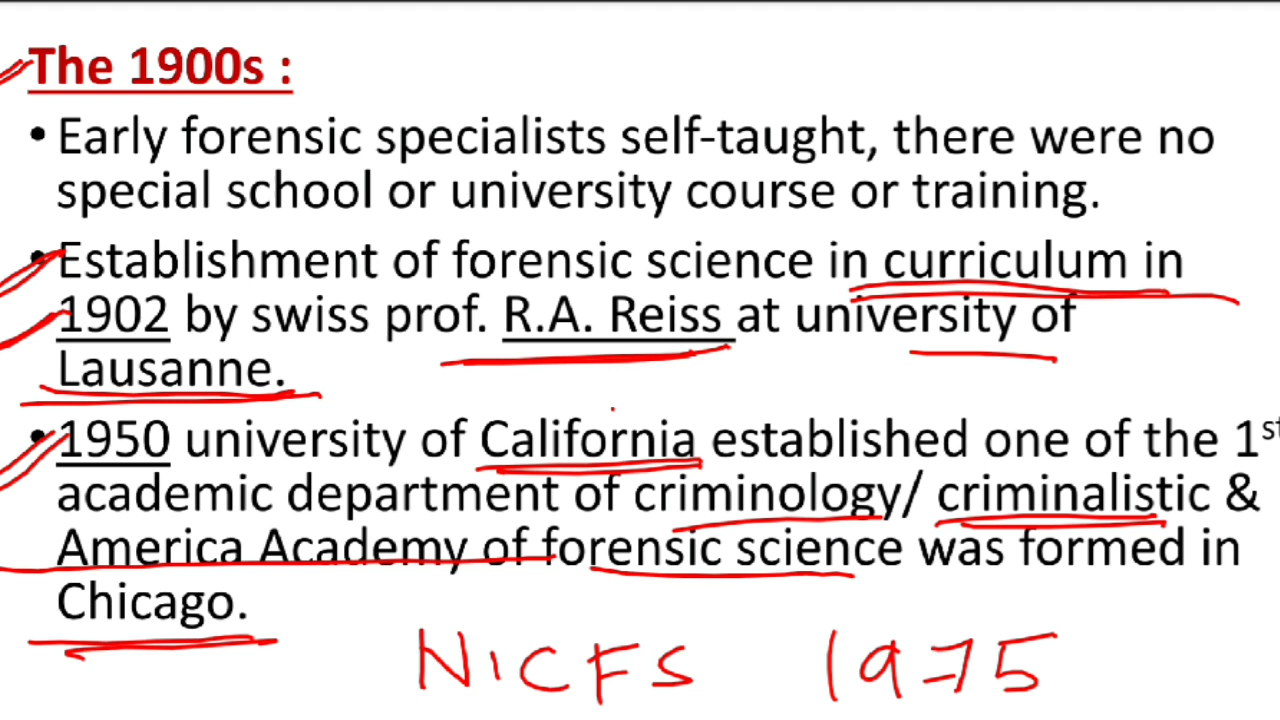 The 1900s :
• Early forensic specialists self-taught, there were no
special school or university course or training.
• Establishment of forensic science in curriculum in
1902 by swiss prof. R.A. Reiss at university of
Lausanne.
• 1950 university of California established one of the 1st
academic department of criminology/ criminalistic &
America Academy of forensic science was formed in
Chicago.
NICFS 1975